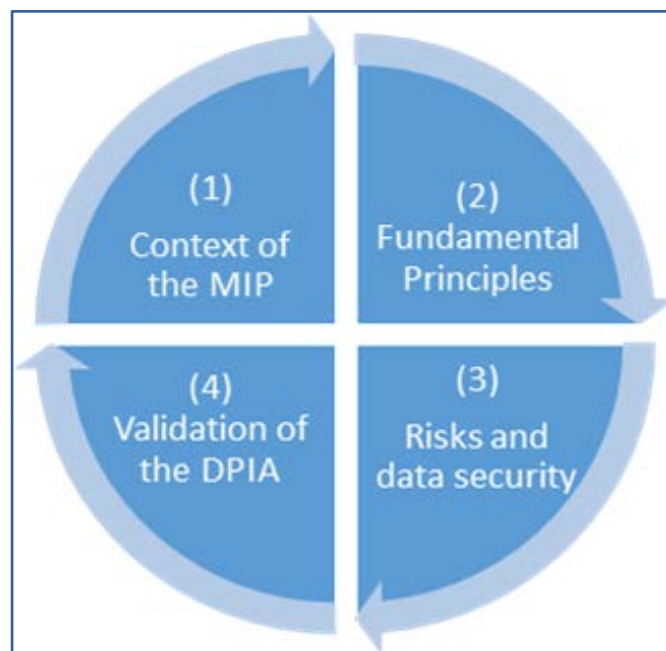 (1)
Context of
the MIP
(2)
Fundamental
Principles
(3)
Risks and
data security
(4)
Validation of
the DPIA